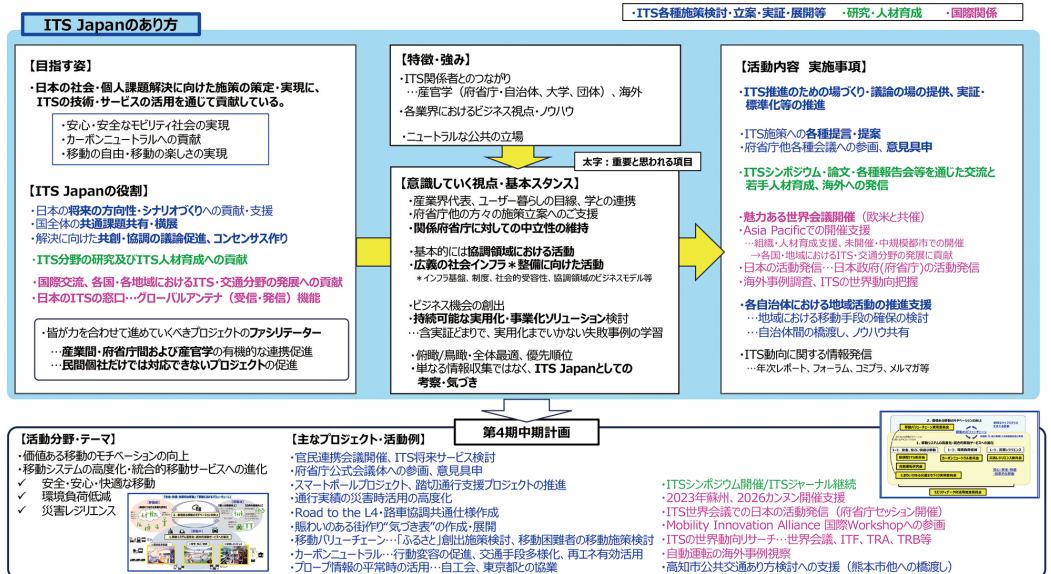 ・ITS各種施策検討・立案・実証・展開等 ・研究・人材育成 ・国際関係
ITS Japanのあり方
【目指す姿】
・日本の社会・個人課題解決に向けた施策の策定・実現に、
ITSの技術・サービスの活用を通じて貢献している。
・安心・安全なモビリティ社会の実現
・カーボンニュートラルへの貢献
・移動の自由・移動の楽しさの実現
【ITS Japanの役割】
・日本の将来の方向性・シナリオづくりへの貢献・支援
・国全体の共通課題共有・横展
・解決に向けた共創・協調の議論促進、コンセンサス作り
・ITS分野の研究及びITS人材育成への貢献
・国際交流、各国・各地域におけるITS・交通分野の発展への貢献
・日本のITSの窓口…グローバルアンテナ（受信・発信）機能
・皆が力を合わせて進めていくべきプロジェクトのファシリテーター
…産業間・府省庁間および産官学の有機的な連携促進
…民間個社だけでは対応できないプロジェクトの促進
【特徴・強み】
・ITS関係者とのつながり
…産官学（府省庁・自治体、大学、団体）、海外
・各業界におけるビジネス視点・ノウハウ
・ニュートラルな公共の立場
太字：重要と思われる項目
【意識していく視点・基本スタンス】
・産業界代表、ユーザー暮らしの目線、学との連携
・府省庁他の方々の施策立案へのご支援
・関係府省庁に対しての中立性の維持
・基本的には協調領域における活動
・広義の社会インフラ＊整備に向けた活動
＊インフラ基盤、制度、社会的受容性、協調領域のビジネスモデル等
・ビジネス機会の創出
・持続可能な実用化・事業化ソリューション検討
…含実証どまりで、実用化までいかない失敗事例の学習
・俯瞰/鳥瞰・全体最適、優先順位
・単なる情報収集ではなく、ITS Japanとしての
考察・気づき
【活動内容 実施事項】
・ITS推進のための場づくり・議論の場の提供、実証・
標準化等の推進
・ITS施策への各種提言・提案
・府省庁他各種会議への参画、意見具申
・ITSシンポジウム・論文・各種報告会等を通じた交流と
若手人材育成、海外への発信
・魅力ある世界会議開催（欧米と共催）
・Asia Pacificでの開催支援
…組織・人材育成支援、未開催・中規模都市での開催
→各国・地域におけるITS・交通分野の発展に貢献
・日本の活動発信…日本政府(府省庁)の活動発信
・海外事例調査、ITSの世界動向把握
・各自治体における地域活動の推進支援
…地域における移動手段の確保の検討
…自治体間の橋渡し、ノウハウ共有
・ITS動向に関する情報発信
…年次レポート、フォーラム、コミプラ、メルマガ等
第4期中期計画
【活動分野・テーマ】
・価値ある移動のモチベーションの向上
・移動システムの高度化・統合的移動サービスへの進化
✓ 安全・安心・快適な移動
✓ 環境負荷低減
✓ 災害レジリエンス
【主なプロジェクト・活動例】
・官民連携会議開催、ITS将来サービス検討
・府省庁公式会議体への参画、意見具申
・スマートポールプロジェクト、踏切通行支援プロジェクトの推進
・通行実績の災害時活用の高度化
・Road to the L4・路車協調共通仕様作成
・賑わいのある街作り“気づき表”の作成・展開
・移動バリューチェーン…「ふるさと」創出施策検討、移動困難者の移動施策検討
・カーボンニュートラル…行動変容の促進、交通手段多様化、再エネ有効活用
・プローブ情報の平常時の活用…自工会、東京都との協業
・ITSシンポジウム開催/ITSジャーナル継続
・2023年蘇州、2026カンヌン開催支援
・ITS世界会議での日本の活動発信（府省庁セッション開催）
・Mobility Innovation Alliance 国際Workshopへの参画
・ITSの世界動向リサーチ…世界会議、ITF、TRA、TRB等
・自動運転の海外事例視察
・高知市公共交通あり方検討への支援（熊本市他への橋渡し）